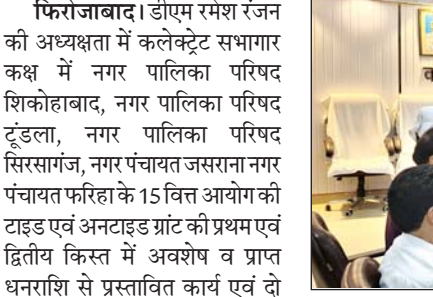 फिरोजाबाद। डीएम रमेश रंजन
की अध्यक्षता में कलेक्ट्रेट सभागार
कक्ष में नगर पालिका परिषद
शिकोहाबाद, नगर पालिका परिषद
टूंडला, नगर पालिका परिषद
सिरसागंज, नगर पंचायत जसराना नगर
पंचायत फरिहा के 15 वित्त आयोग की
टाइड एवं अनटाइड ग्रांट की प्रथम एवं
द्वितीय किस्त में अवशेष व प्राप्त
धनराशि से प्रस्तावित कार्य एवं दो